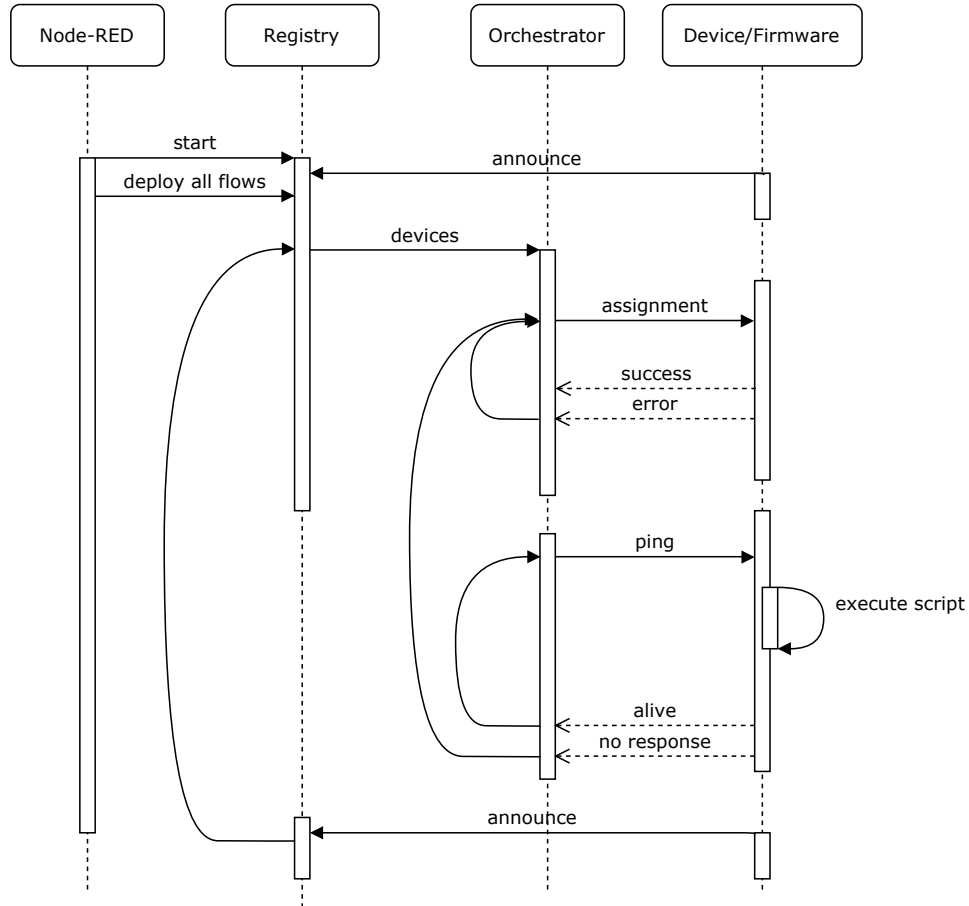 Node-RED
Registry
Orchestrator
Device/Firmware
start
announce
deploy all flows
devices
assignment
success
error
ping
execute script
alive
no response
announce